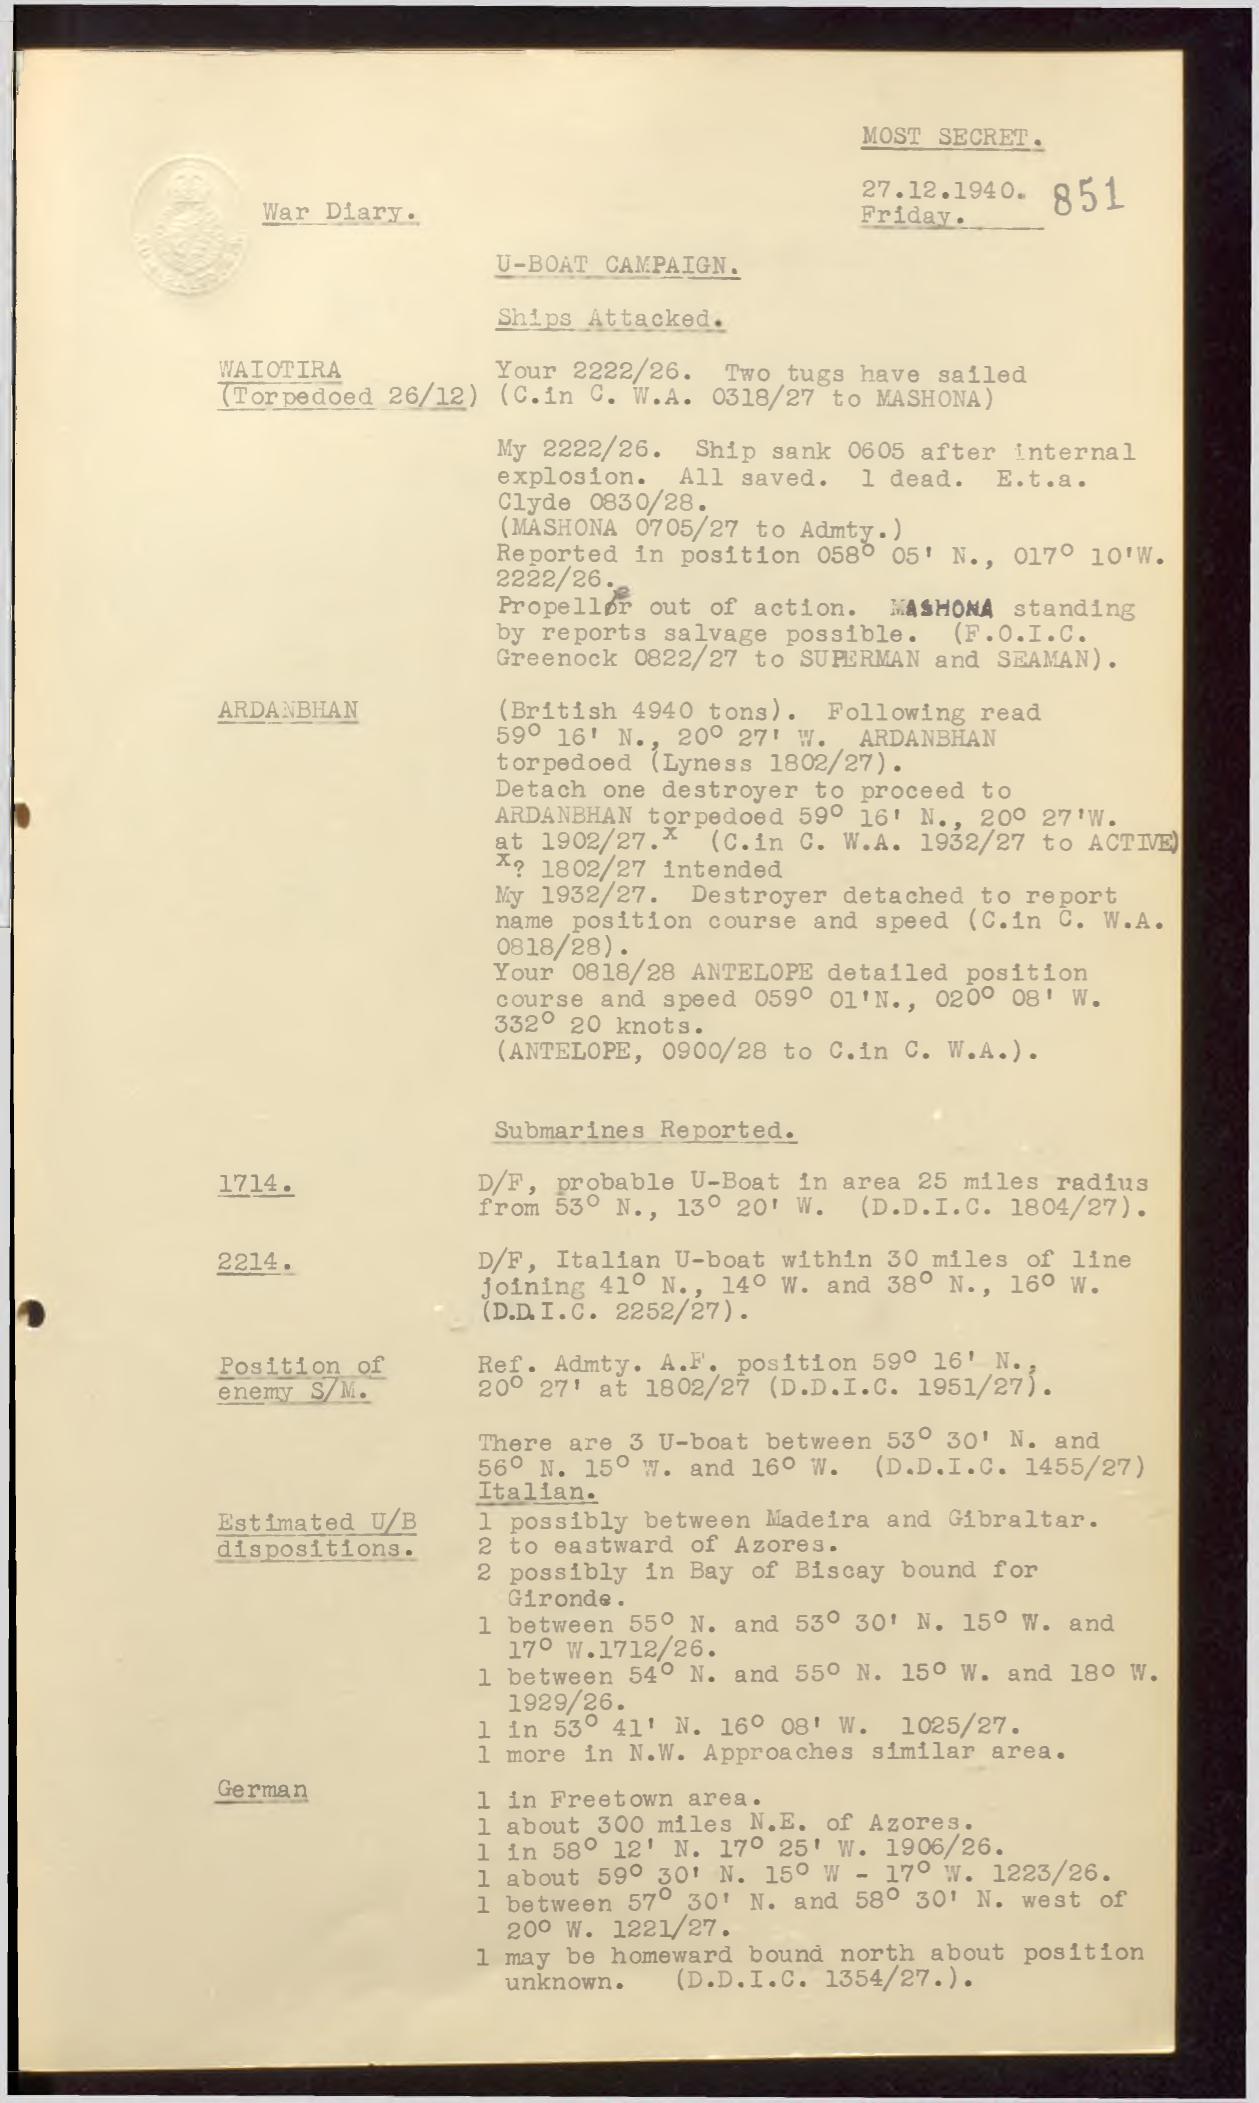 MOST SECRET.
27.12.1940. 851
War Diary. Friday.
U-BOAT CAMPAIGN.
Ships Attacked.
WAIOTIRA Your 2222/26. Two tugs have sailed
(Torpedoed 26/12) (C.in C. W.A. 0318/27 to MASHONA)
My 2222/26. Ship sank 0605 after internal
explosion. All saved. 1 dead. E.t.a.
Clyde 0830/28.
(MASHONA 0705/27 to Admty.)
Reported in position 058° 05' N., 017° 10'W.
2222/26.
Propeller out of action. MASHONA standing
by reports salvage possible. (F.O.I.C.
Greenock 0822/27 to SUPERMAN and SEAMAN).
ARDANBHAN (British 4940 tons). Following read
59° 16' N., 20° 27' W. ARDANBHAN
torpedoed (Lyness 1802/27).
Detach one destroyer to proceed to
ARDANBHAN torpedoed 59° 16' N., 20° 27'W.
at 1902/27.x (C.in C. W.A. 1932/27 to ACTIVE)
x? 1802/27 intended
My 1932/27. Destroyer detached to report
name position course and speed (C.in C. W.A.
0818/28).
Your 0818/28 ANTELOPE detailed position
course and speed 059° 01'N., 020° 08' W.
332° 20 knots.
(ANTELOPE, 0900/28 to C.in C. W.A.).
Submarines Reported.
1714. D/F, probable U-Boat in area 25 miles radius
from 53° N., 13° 20' W. (D.D.I.C. 1804/27).
2214. D/F, Italian U-boat within 30 miles of line
joining 41° N., 14° W. and 38° N., 16° W.
(D.D.I.C. 2252/27).
Position of Ref. Admty. A.F. position 59° 16' N.,
enemy S/M. 20° 27' at 1802/27 (D.D.I.C. 1951/27).
There are 3 U-boat between 53° 30' N. and
56° N. 15° W. and 16° W. (D.D.I.C. 1455/27)
Italian.
Estimated U/B 1 possibly between Madeira and Gibraltar.
dispositions. 2 to eastward of Azores.
2 possibly in Bay of Biscay bound for
Gironde.
1 between 55° N. and 53° 30' N. 15° W. and
17° W.1712/26.
1 between 54° N. and 55° N. 15° W. and 18° W.
1929/26.
1 in 53° 41' N. 16° 08' W. 1025/27.
1 more in N.W. Approaches similar area.
German 1 in Freetown area.
1 about 300 miles N.E. of Azores.
1 in 58° 12' N. 17° 25' W. 1906/26.
1 about 59° 30' N. 15° W - 17° W. 1223/26.
1 between 57° 30' N. and 58° 30' N. west of
20° W. 1221/27.
1 may be homeward bound north about position
unknown. (D.D.I.C. 1354/27.).